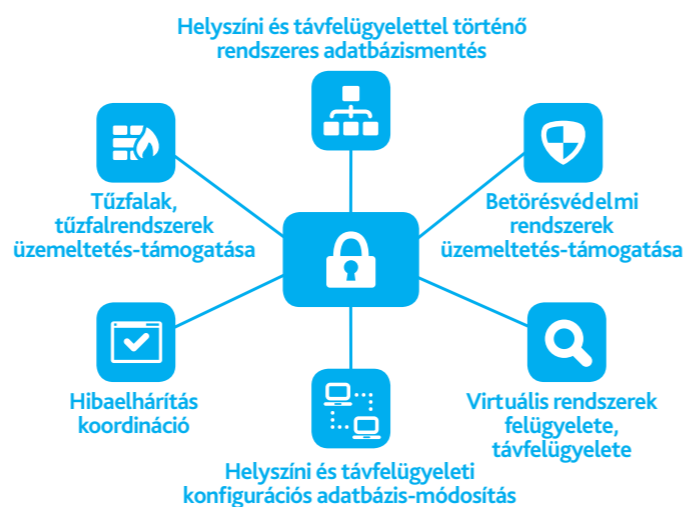 Helyszíni és távfelügyelettel történő
rendszeres adatbázismentés
Tűzfalak,
tűzfalrendszerek
üzemeltetés-támogatása
Betörésvédelmi
rendszerek
üzemeltetés-támogatása
Hibaelhárítás
koordináció
Virtuális rendszerek
felügyelete,
távfelügyelete
Helyszíni és távfelügyeleti
konfigurációs adatbázis-módosítás